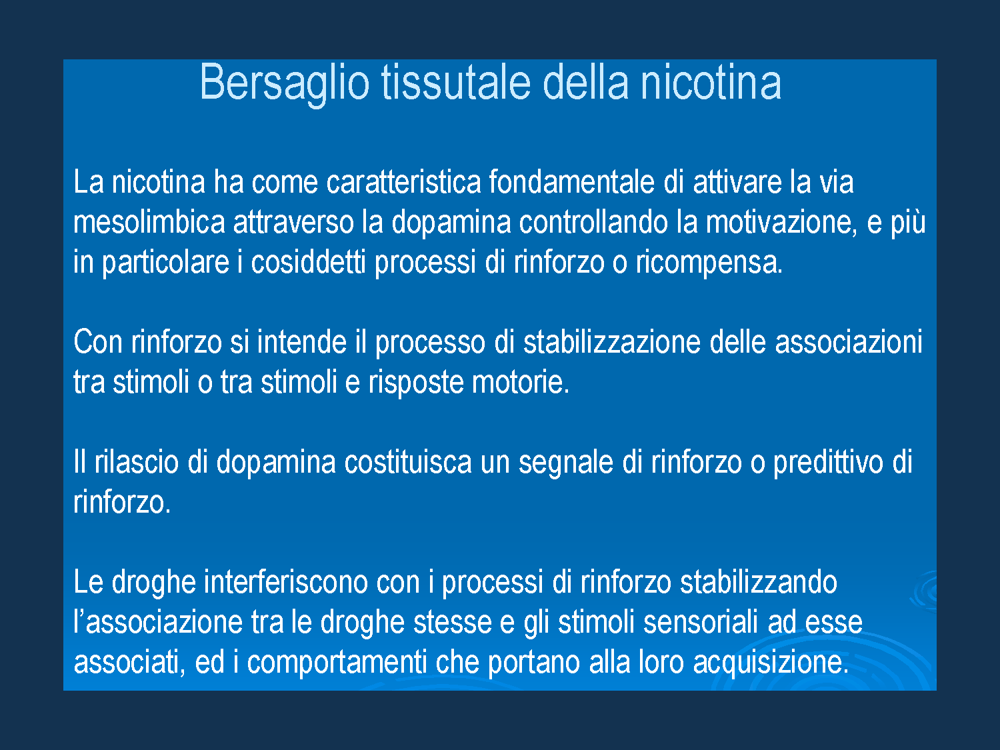 Bersaglio tissutale della nicotina
La nicotina ha come caratteristica fondamentale di attivare la via
mesolimbica attraverso la dopamina controllando la motivazione, e più
in particolare i cosiddetti processi di rinforzo o ricompensa.
Con rinforzo si intende il processo di stabilizzazione delle associazioni
tra stimoli o tra stimoli e risposte motorie.
Il rilascio di dopamina costituisca un segnale di rinforzo o predittivo di
rinforzo.
Le droghe interferiscono con i processi di rinforzo stabilizzando
l’associazione tra le droghe stesse e gli stimoli sensoriali ad esse
associati, ed i comportamenti che portano alla loro acquisizione.